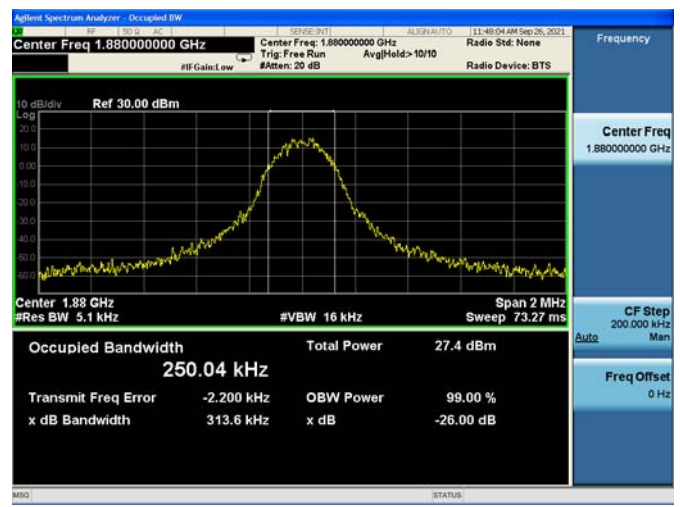 Agilent Spectrum Analyzer - Occupied BW
RF 50 Ω AC SENSE:INT ALIGNAUTO 11:48:04 AM Sep 26, 2021
Center Freq 1.880000000 GHz
Center Freq: 1.880000000 GHz
Radio Std: None
Trig: Free Run Avg|Hold:> 10/10
#IFGain:Low #Atten: 20 dB Radio Device: BTS
10 dB/div Ref 30.00 dBm
Log
20.0
10.0
0.00
-10.0
-20.0
-30.0
-40.0
-50.0
-60.0
Center 1.88 GHz Span 2 MHz
#Res BW 5.1 kHz #VBW 16 kHz Sweep 73.27 ms
Occupied Bandwidth Total Power 27.4 dBm
250.04 kHz
Transmit Freq Error -2.200 kHz OBW Power 99.00 %
x dB Bandwidth 313.6 kHz x dB -26.00 dB
Frequency
Center Freq
1.880000000 GHz
CF Step
200.000 kHz
Auto Man
Freq Offset
0 Hz
MSG STATUS